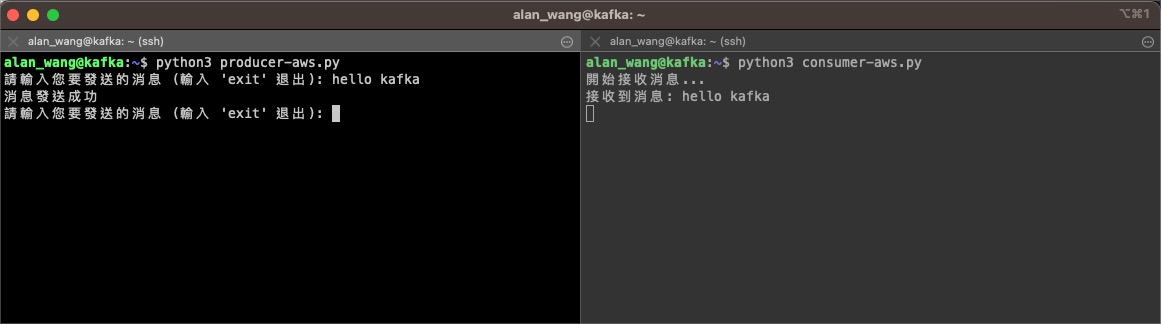 alan_wang@kafka: ~
⌥⌘1
alan_wang@kafka: ~ (ssh)
alan_wang@kafka:~$ python3 producer-aws.py
請輸入您要發送的消息 (輸入 'exit' 退出): hello kafka
消息發送成功
請輸入您要發送的消息 (輸入 'exit' 退出):
alan_wang@kafka: ~ (ssh)
alan_wang@kafka:~$ python3 consumer-aws.py
開始接收消息...
接收到消息: hello kafka